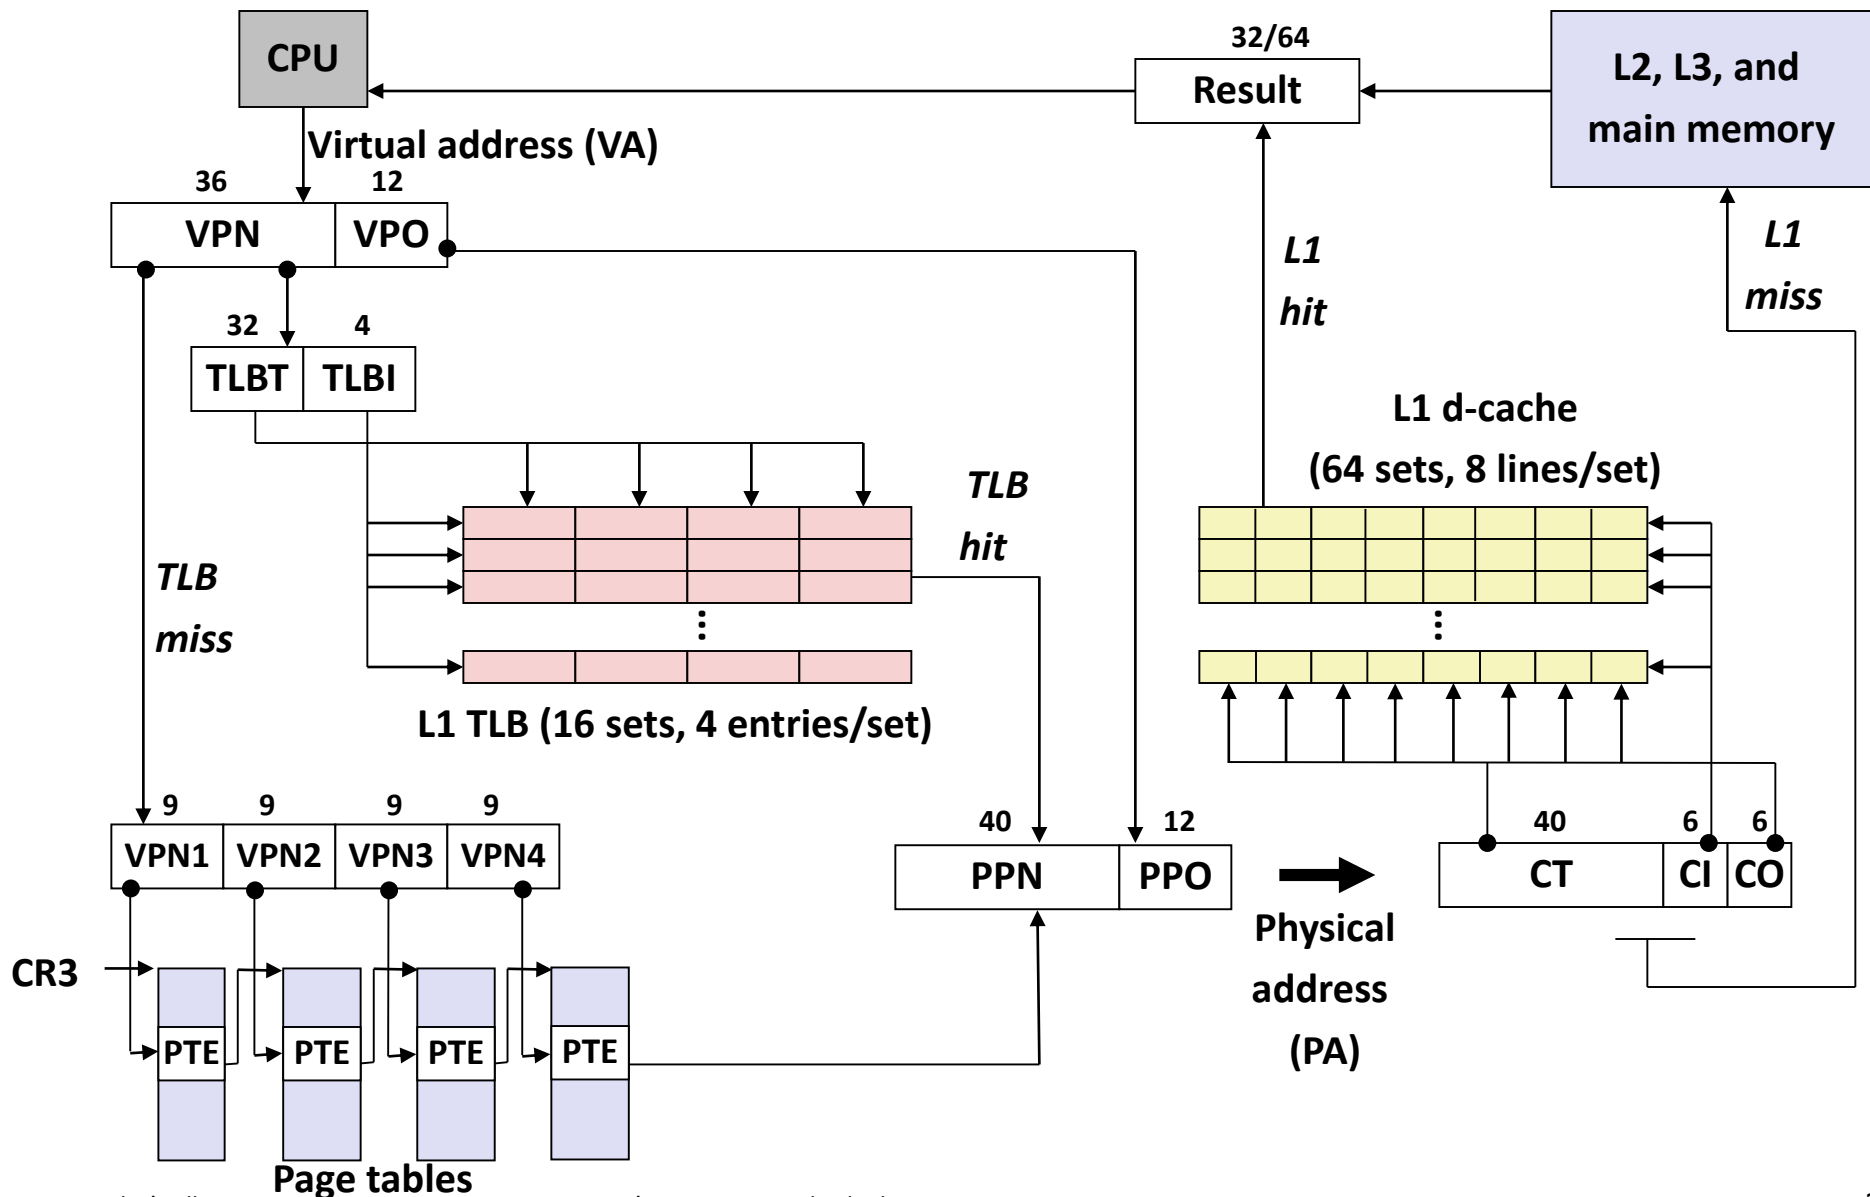 CPU
32/64
Result
L2, L3, and
main memory
Virtual address (VA)
36
12
VPN
VPO
L1
hit
L1
miss
32
4
TLBT
TLBI
L1 d-cache
(64 sets, 8 lines/set)
TLB
hit
TLB
miss
...
...
L1 TLB (16 sets, 4 entries/set)
9
9
9
9
VPN1
VPN2
VPN3
VPN4
40
12
PPN
PPO
40
6
6
CT
CI
CO
Physical
address
(PA)
CR3
PTE
PTE
PTE
PTE
Page tables